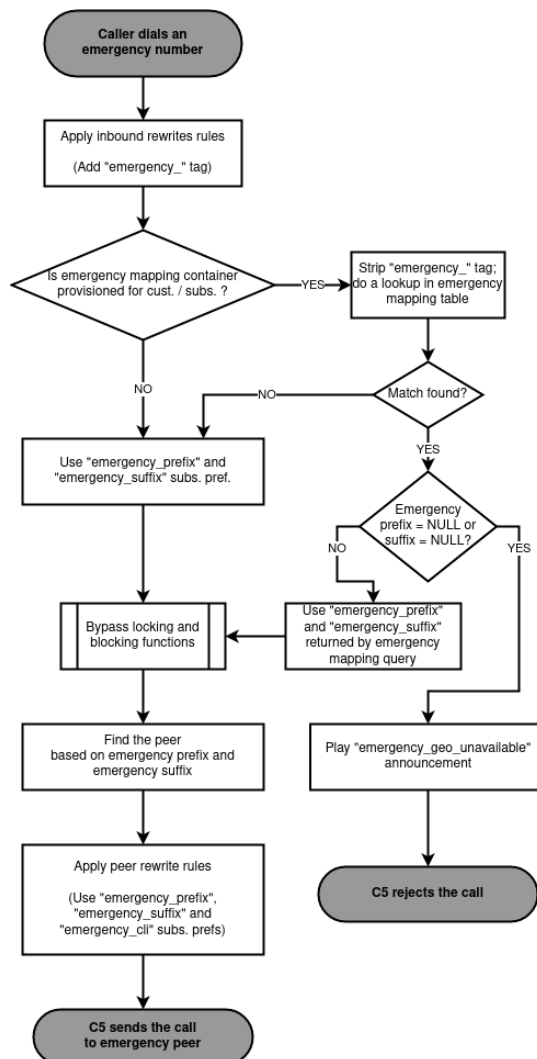 Caller dials an
emergency number
Apply inbound rewrites rules
(Add "emergency_" tag)
Is emergency mapping container
provisioned for cust. / subs. ?
YES
Strip "emergency_" tag;
do a lookup in emergency
mapping table
NO
NO
Match found?
YES
Use "emergency_prefix" and
"emergency_suffix" subs. pref.
Emergency
prefix = NULL or
suffix = NULL?
NO
YES
Bypass locking and
blocking functions
Use "emergency_prefix"
and "emergency_suffix"
returned by emergency
mapping query
Find the peer
based on emergency prefix and
emergency suffix
Play "emergency_geo_unavailable"
announcement
Apply peer rewrite rules
(Use "emergency_prefix",
"emergency_suffix" and
"emergency_cli" subs. prefs)
C5 rejects the call
C5 sends the call
to emergency peer